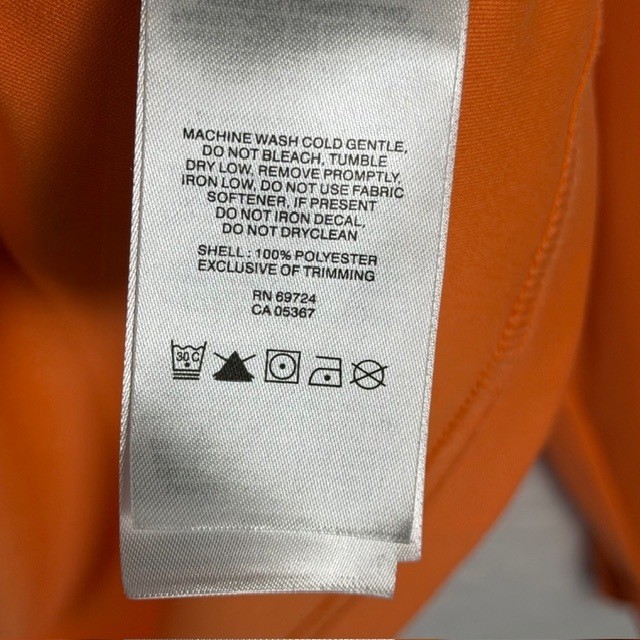 MACHINE WASH COLD GENTLE,
DO NOT BLEACH, TUMBLE
DRY LOW, REMOVE PROMPTLY,
IRON LOW, DO NOT USE FABRIC
SOFTENER, IF PRESENT
DO NOT IRON DECAL,
DO NOT DRYCLEAN
SHELL : 100% POLYESTER
EXCLUSIVE OF TRIMMING
RN 69724
CA 05367
30 C